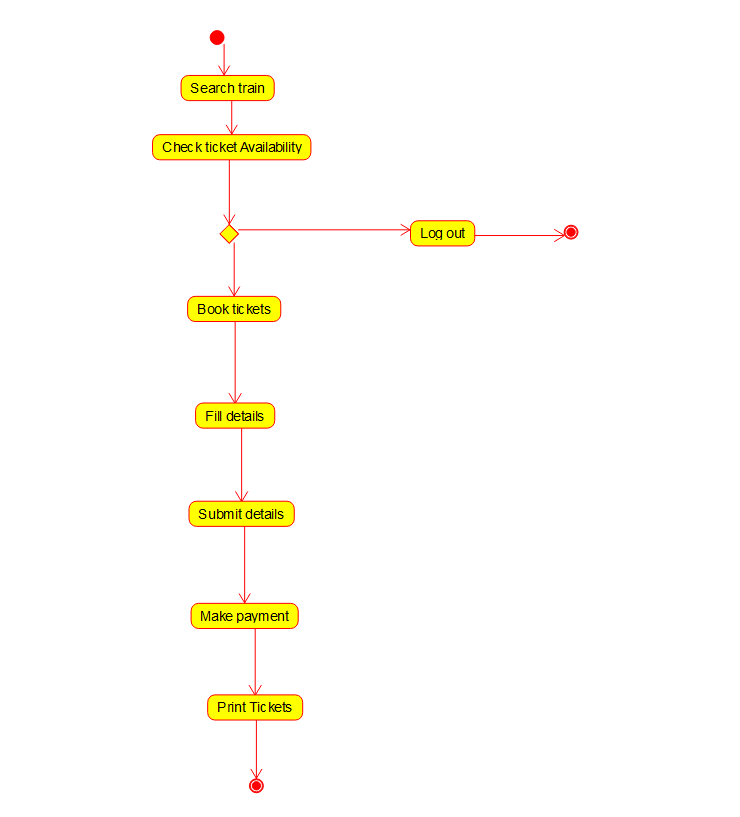 Search train
Check ticket Availability
Log out
Book tickets
Fill details
Submit details
Make payment
Print Tickets